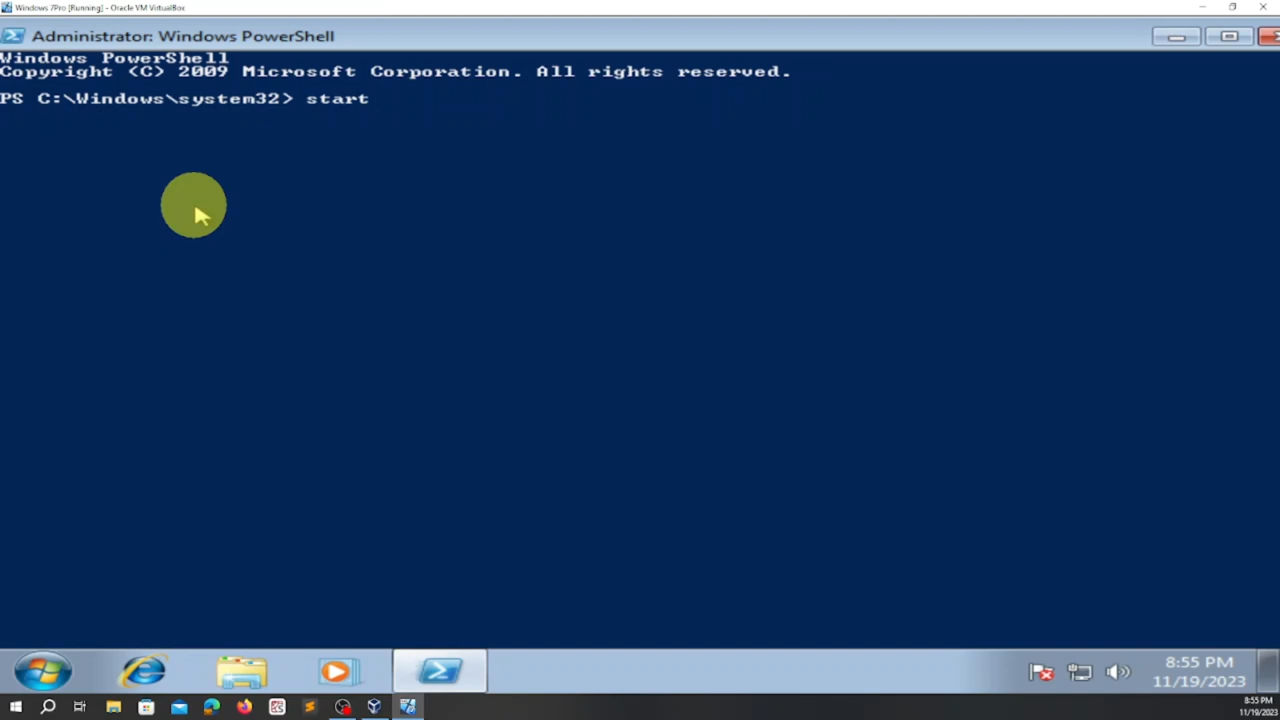 Windows 7Pro [Running] - Oracle VM VirtualBox
Administrator: Windows PowerShell
Windows PowerShell
Copyright (C) 2009 Microsoft Corporation. All rights reserved.
PS C:\Windows\system32> start
8:55 PM
11/19/2023
8:55 PM
11/19/2023